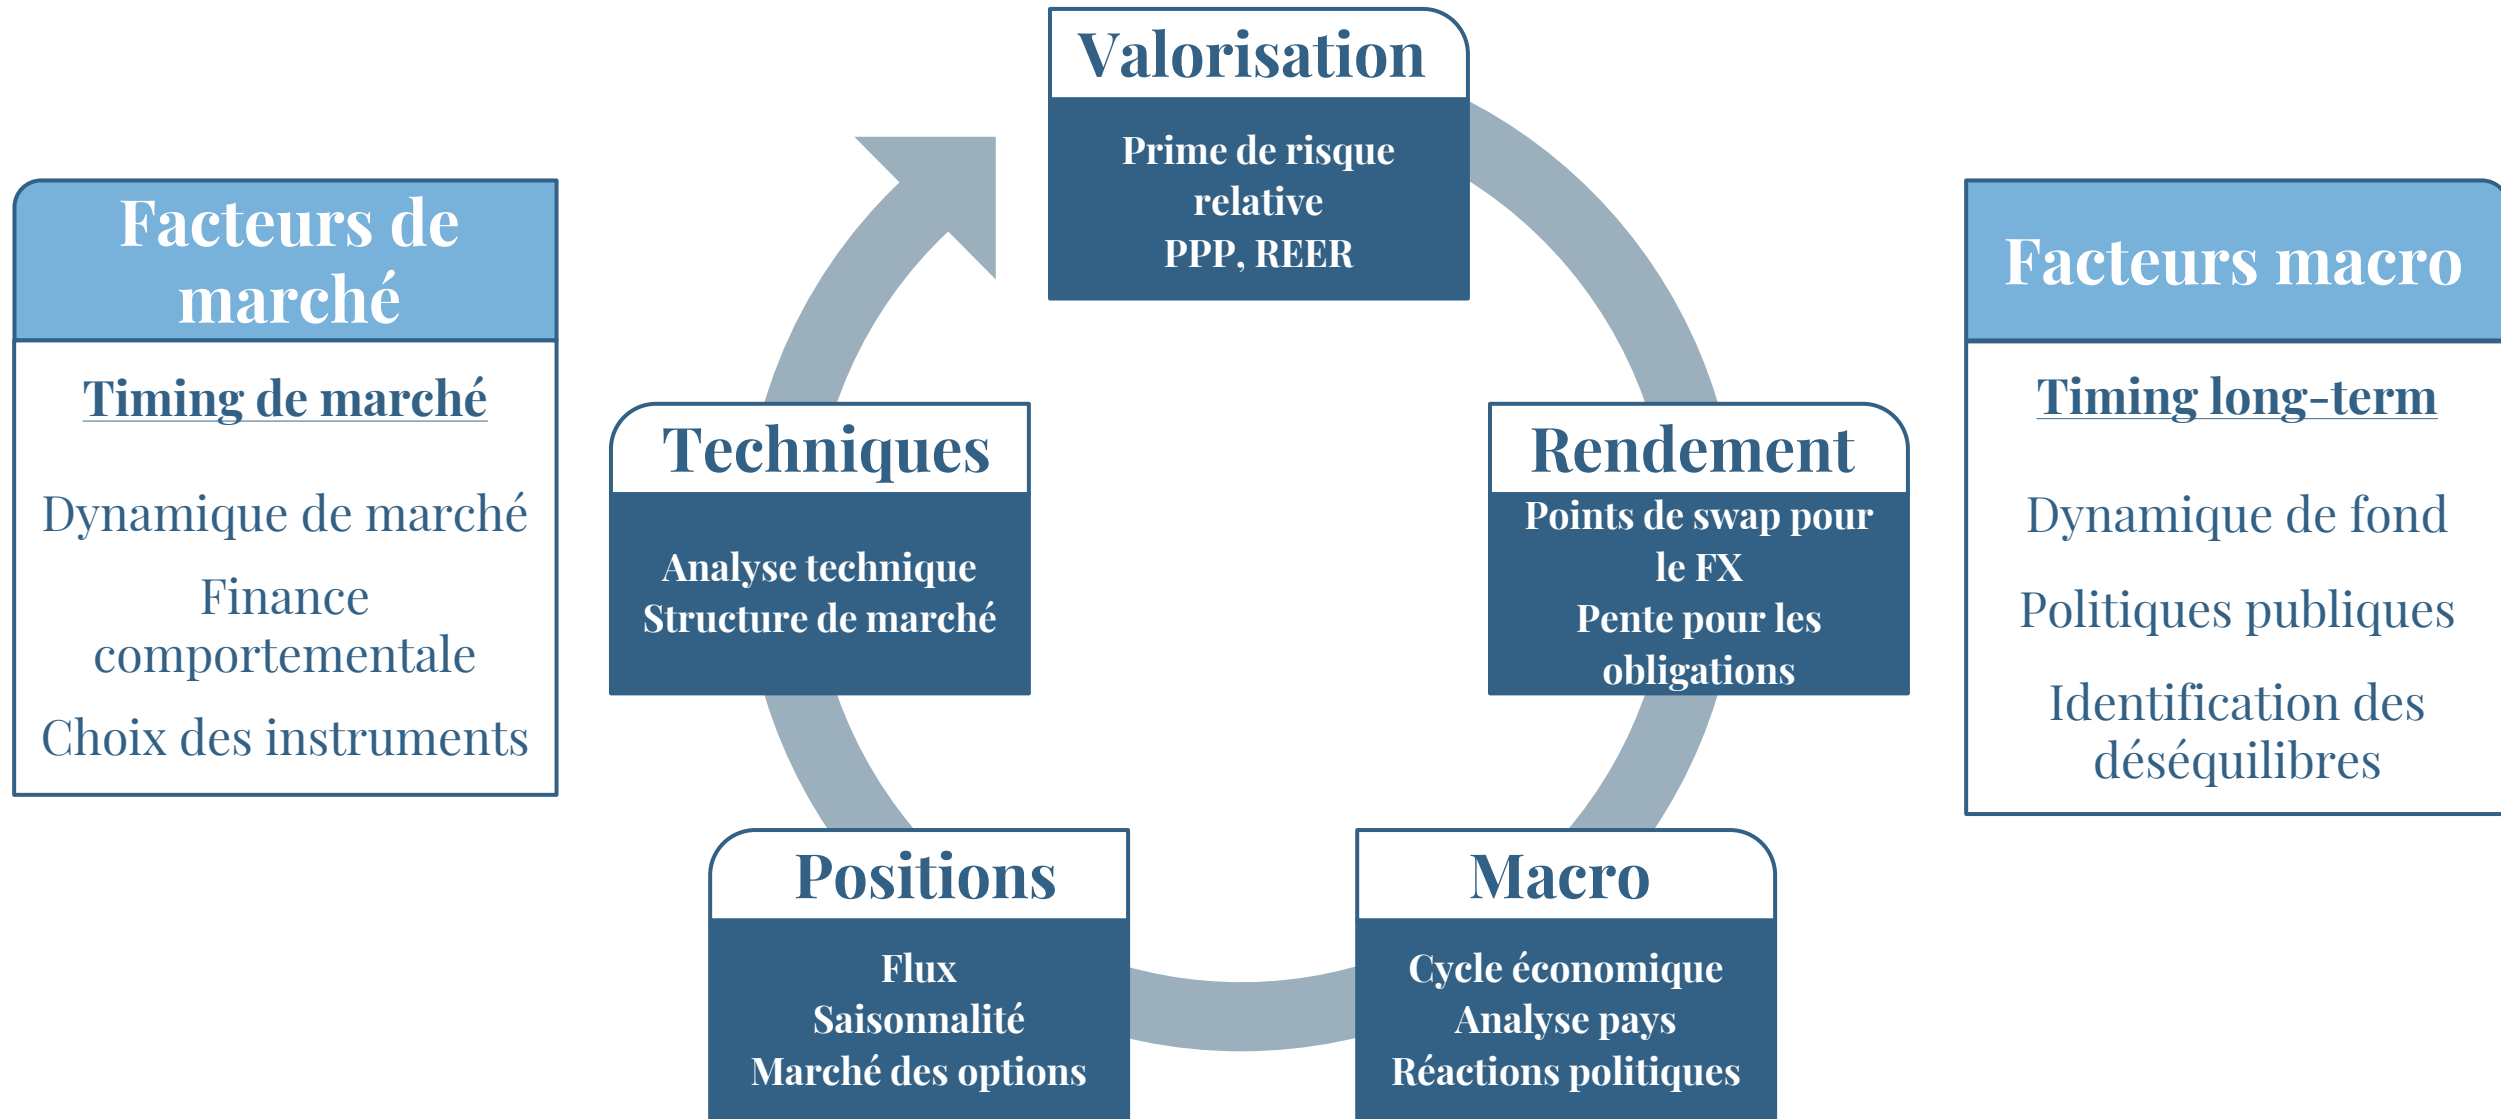 Valorisation
Prime de risque
relative
PPP, REER
Facteurs de
marché
Timing de marché
Dynamique de marché
Finance
comportementale
Choix des instruments
Techniques
Analyse technique
Structure de marché
Rendement
Points de swap pour
le FX
Pente pour les
obligations
Facteurs macro
Timing long-term
Dynamique de fond
Politiques publiques
Identification des
déséquilibres
Positions
Flux
Saisonnalité
Marché des options
Macro
Cycle économique
Analyse pays
Réactions politiques